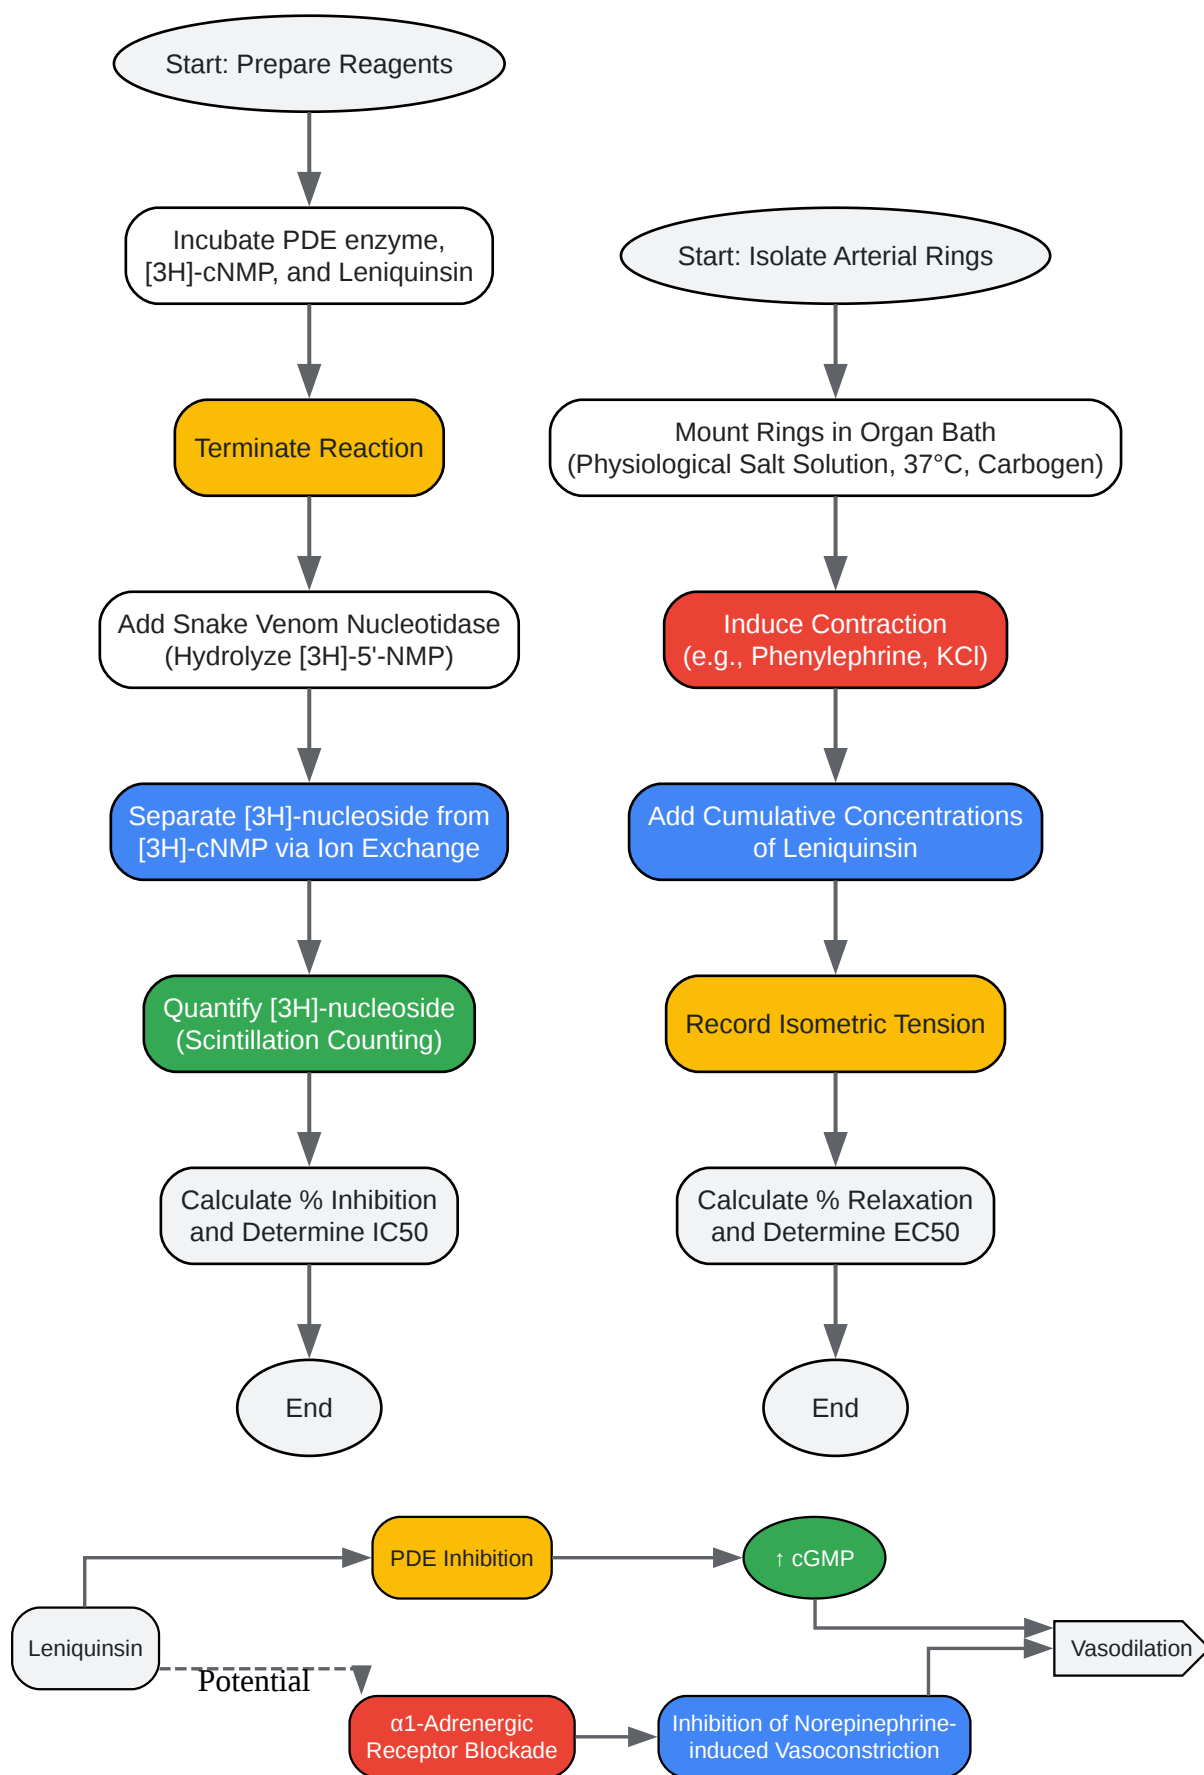 Start: Prepare Reagents
Incubate PDE enzyme,
[3H]-cNMP, and Leniquinsin
Terminate Reaction
Add Snake Venom Nucleotidase
(Hydrolyze [3H]-5'-NMP)
Separate [3H]-nucleoside from
[3H]-cNMP via Ion Exchange
Quantify [3H]-nucleoside
(Scintillation Counting)
Calculate % Inhibition
and Determine IC50
End
Start: Isolate Arterial Rings
Mount Rings in Organ Bath
(Physiological Salt Solution, 37°C, Carbogen)
Induce Contraction
(e.g., Phenylephrine, KCl)
Add Cumulative Concentrations
of Leniquinsin
Record Isometric Tension
Calculate % Relaxation
and Determine EC50
End
Leniquinsin
PDE Inhibition
↑ cGMP
Potential
α1-Adrenergic
Receptor Blockade
Inhibition of Norepinephrine-
induced Vasoconstriction
Vasodilation